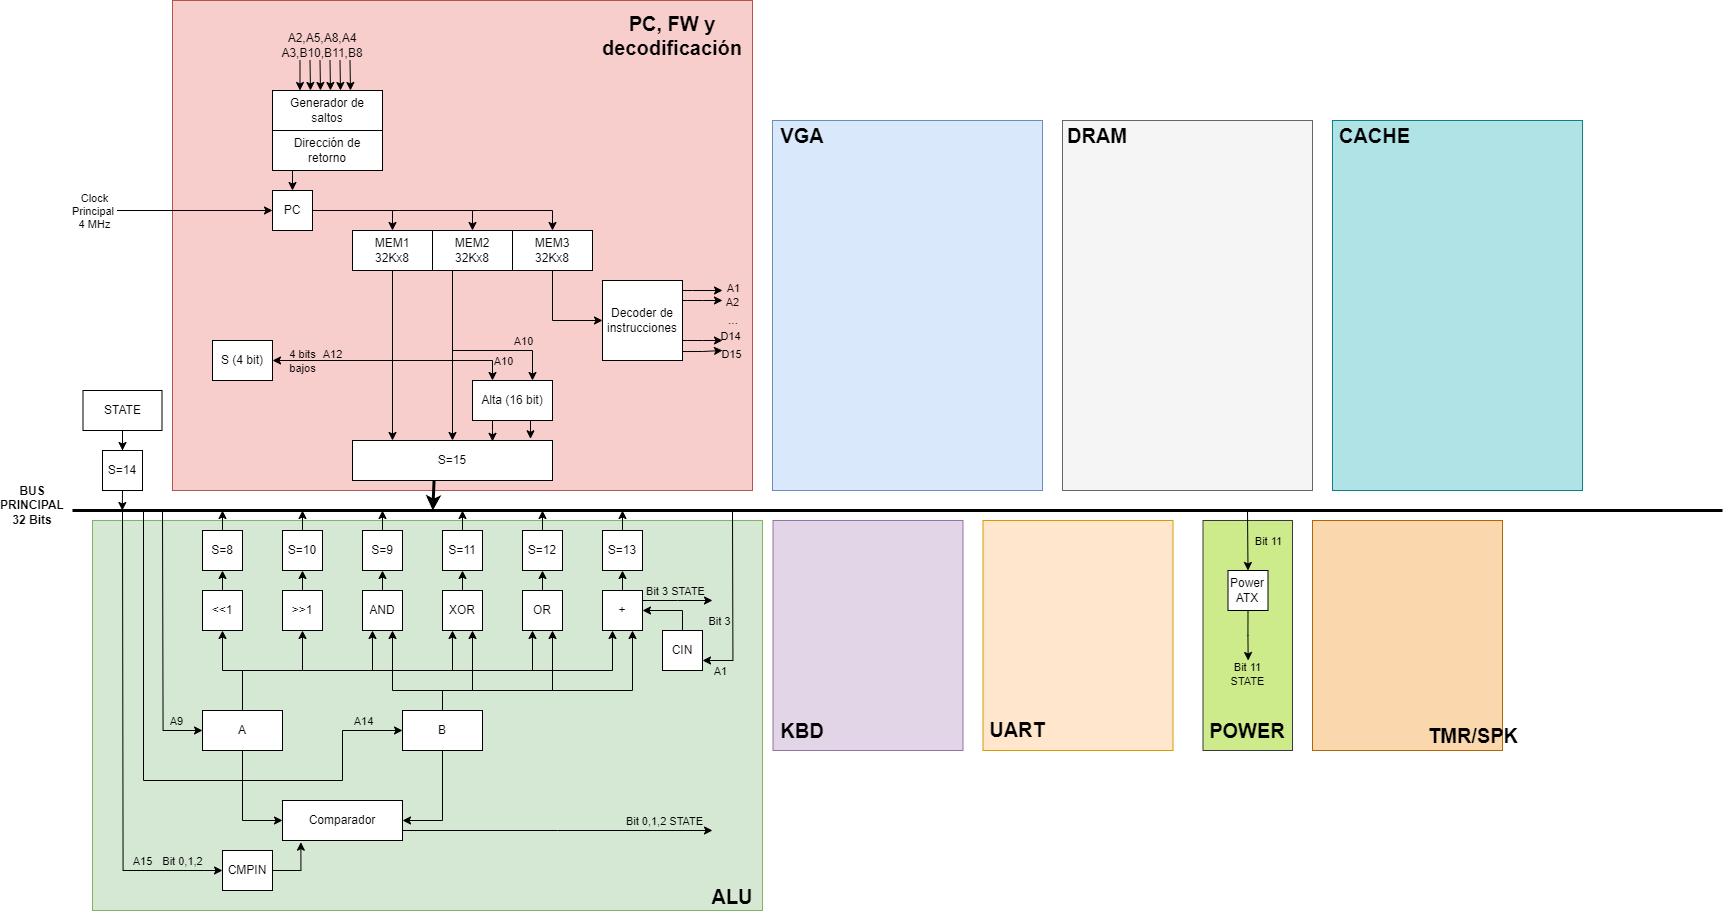 PC, FW y
decodificación
A2,A5,A8,A4
A3,B10,B11,B8
Generador de
saltos
Dirección de
retorno
Clock
Principal
4 MHz
PC
MEM1
32Kx8
MEM2
32Kx8
MEM3
32Kx8
Decoder de
instrucciones
A1
A2
...
D14
D15
S (4 bit)
4 bits
bajos
A12
A10
A10
Alta (16 bit)
S=15
STATE
S=14
BUS
PRINCIPAL
32 Bits
VGA
DRAM
CACHE
S=8
S=10
S=9
S=11
S=12
S=13
<<1
>>1
AND
XOR
OR
+
Bit 3 STATE
Bit 3
CIN
A1
A9
A
A14
B
Comparador
Bit 0,1,2 STATE
A15
Bit 0,1,2
CMPIN
ALU
KBD
UART
Bit 11
Power
ATX
Bit 11
STATE
POWER
TMR/SPK